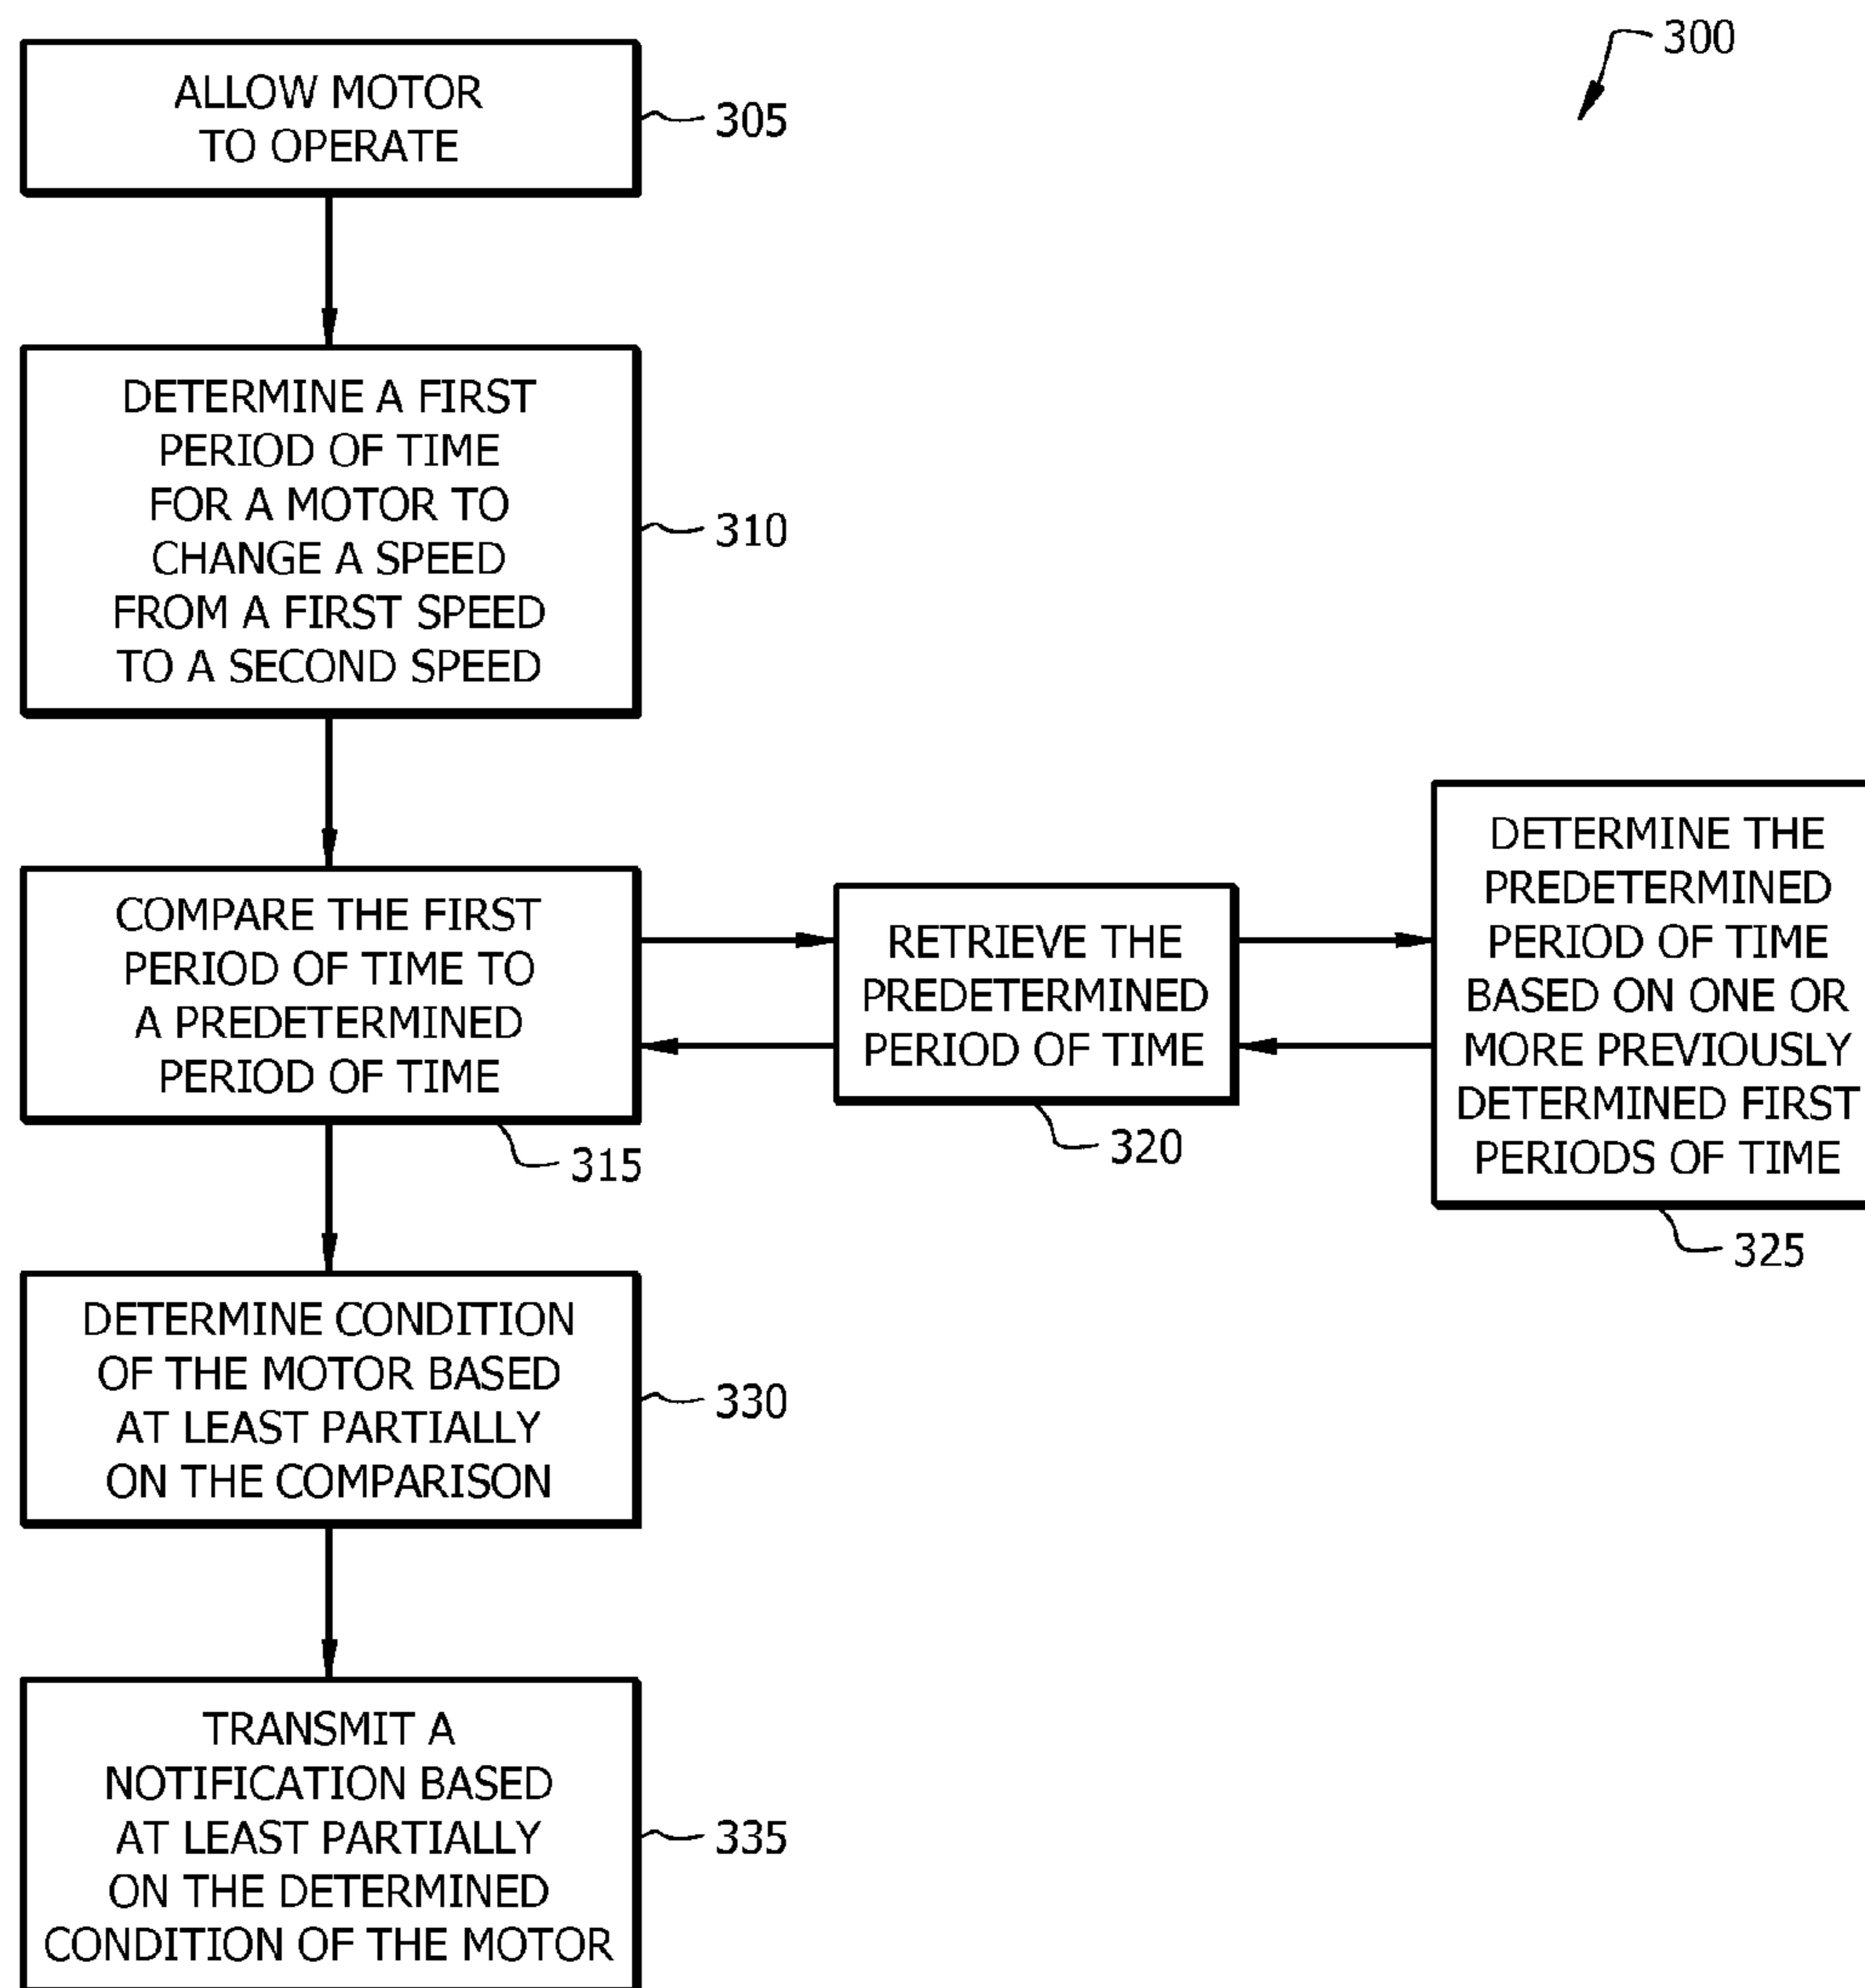 300
ALLOW MOTOR
TO OPERATE
305
DETERMINE A FIRST
PERIOD OF TIME
FOR A MOTOR TO
CHANGE A SPEED
FROM A FIRST SPEED
TO A SECOND SPEED
310
COMPARE THE FIRST
PERIOD OF TIME TO
A PREDETERMINED
PERIOD OF TIME
315
RETRIEVE THE
PREDETERMINED
PERIOD OF TIME
320
DETERMINE THE
PREDETERMINED
PERIOD OF TIME
BASED ON ONE OR
MORE PREVIOUSLY
DETERMINED FIRST
PERIODS OF TIME
325
DETERMINE CONDITION
OF THE MOTOR BASED
AT LEAST PARTIALLY
ON THE COMPARISON
330
TRANSMIT A
NOTIFICATION BASED
AT LEAST PARTIALLY
ON THE DETERMINED
CONDITION OF THE MOTOR
335